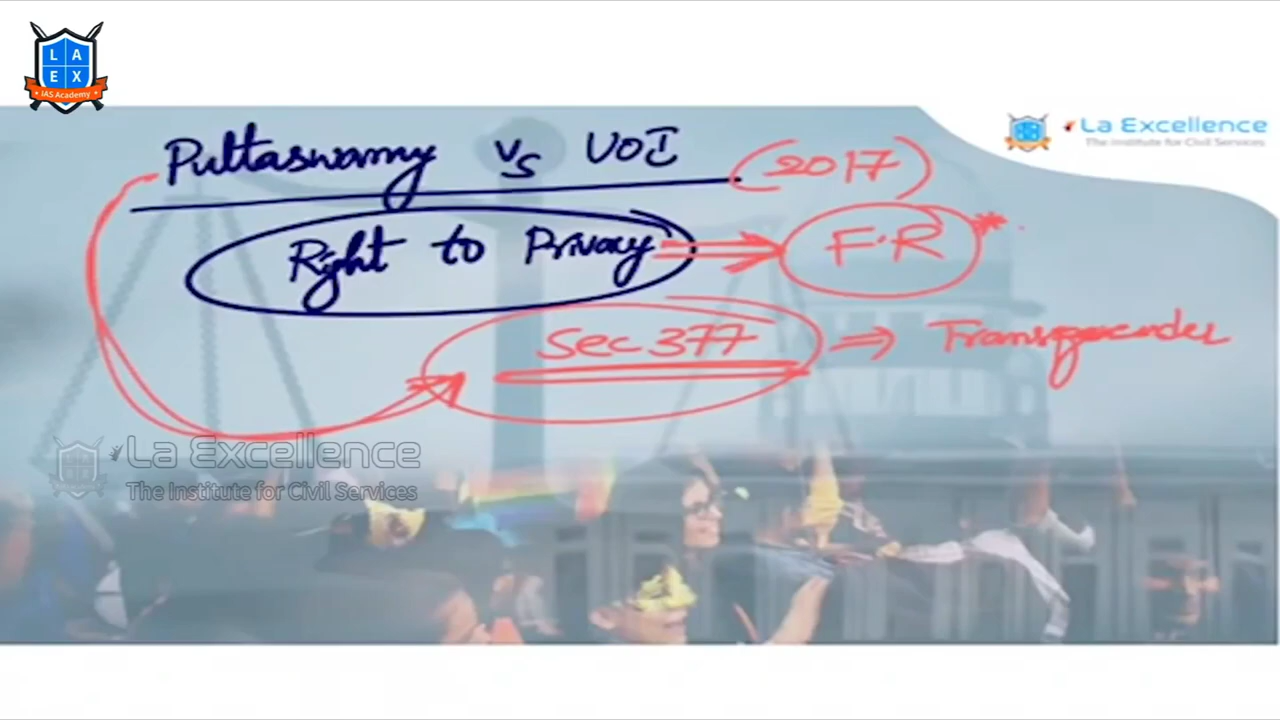 L A
E X
IAS Academy
La Excellence
The Institute for Civil Services
Puttaswamy vs UOI (2017)
Right to Privacy ⇒ F.R *
Sec 377 ⇒ Transgender
La Excellence
The Institute for Civil Services